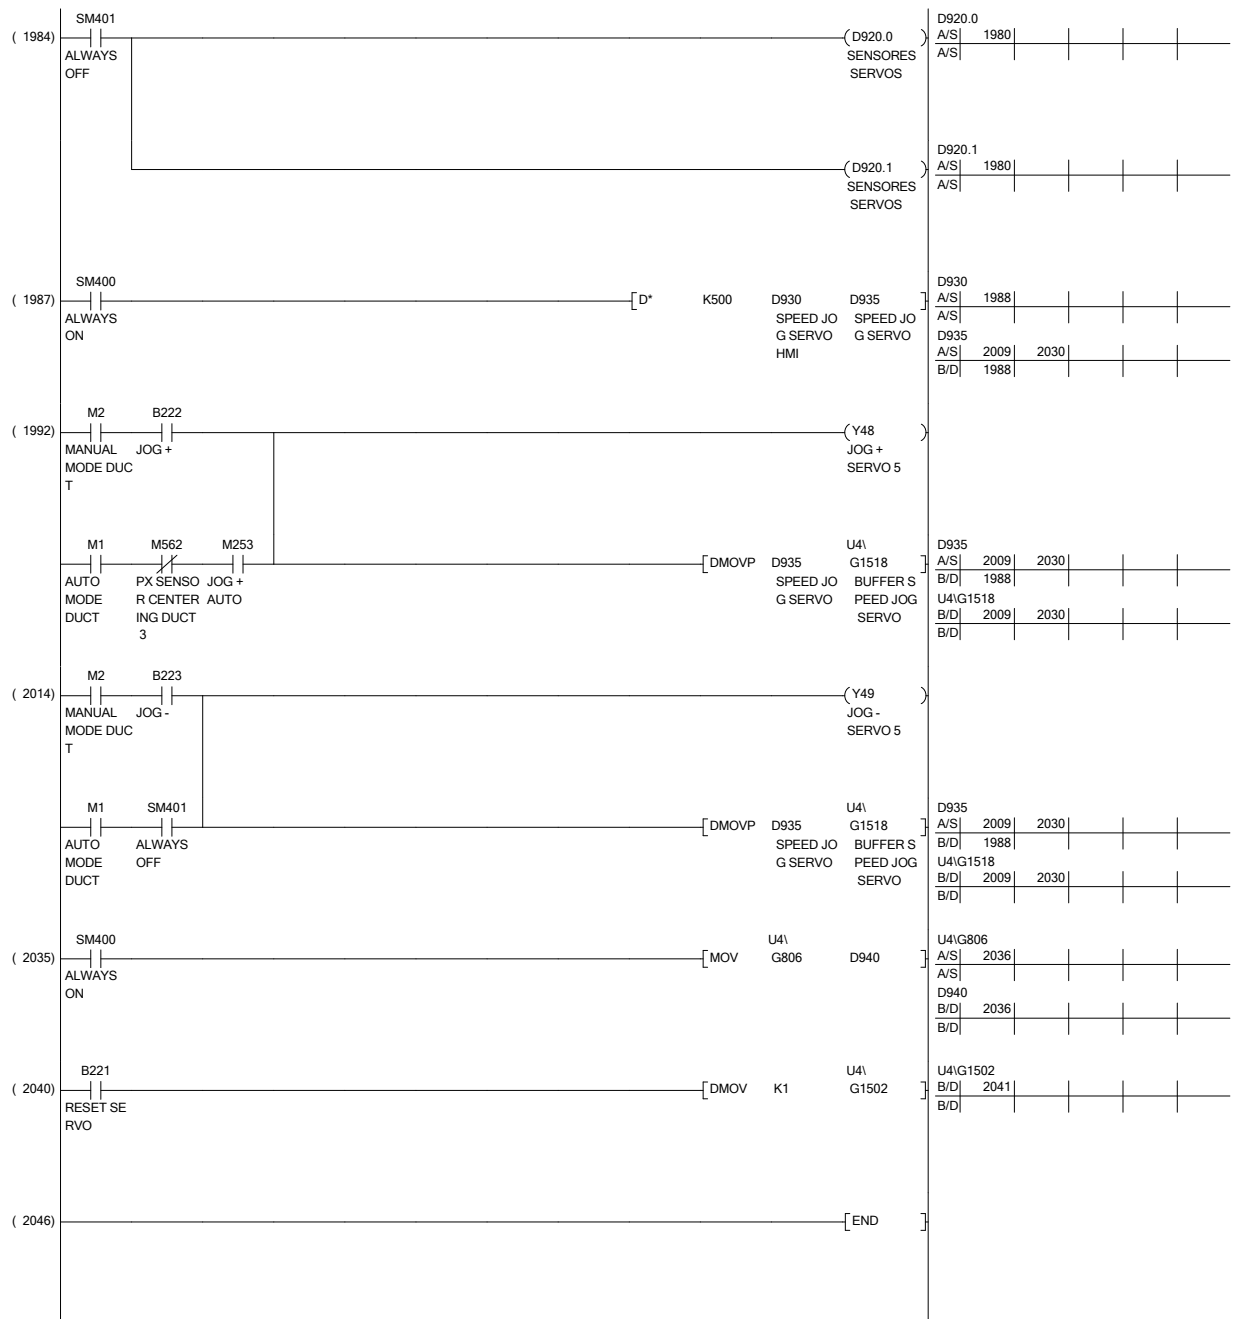 SM401
( 1984)
ALWAYS
OFF
(D920.0 )
SENSORES
SERVOS
D920.0
A/S| 1980| | | |
A/S| | | | |
(D920.1 )
SENSORES
SERVOS
D920.1
A/S| 1980| | | |
A/S| | | | |
SM400
( 1987)
ALWAYS
ON
[D* K500 D930 D935 ]
SPEED JO SPEED JO
G SERVO G SERVO
HMI
D930
A/S| 1988| | | |
A/S| | | | |
D935
A/S| 2009| 2030| | |
B/D| 1988| | | |
M2 B222
( 1992)
MANUAL JOG +
MODE DUC
T
(Y48 )
JOG +
SERVO 5
M1 M562 M253
AUTO PX SENSO JOG +
MODE R CENTER AUTO
DUCT ING DUCT
3
U4\
[DMOVP D935 G1518 ]
SPEED JO BUFFER S
G SERVO PEED JOG
SERVO
D935
A/S| 2009| 2030| | |
B/D| 1988| | | |
U4\G1518
B/D| 2009| 2030| | |
B/D| | | | |
M2 B223
( 2014)
MANUAL JOG -
MODE DUC
T
(Y49 )
JOG -
SERVO 5
M1 SM401
AUTO ALWAYS
MODE OFF
DUCT
U4\
[DMOVP D935 G1518 ]
SPEED JO BUFFER S
G SERVO PEED JOG
SERVO
D935
A/S| 2009| 2030| | |
B/D| 1988| | | |
U4\G1518
B/D| 2009| 2030| | |
B/D| | | | |
SM400
( 2035)
ALWAYS
ON
U4\
[MOV G806 D940 ]
U4\G806
A/S| 2036| | | |
A/S| | | | |
D940
B/D| 2036| | | |
B/D| | | | |
B221
( 2040)
RESET SE
RVO
U4\
[DMOV K1 G1502 ]
U4\G1502
B/D| 2041| | | |
B/D| | | | |
( 2046)
[END ]